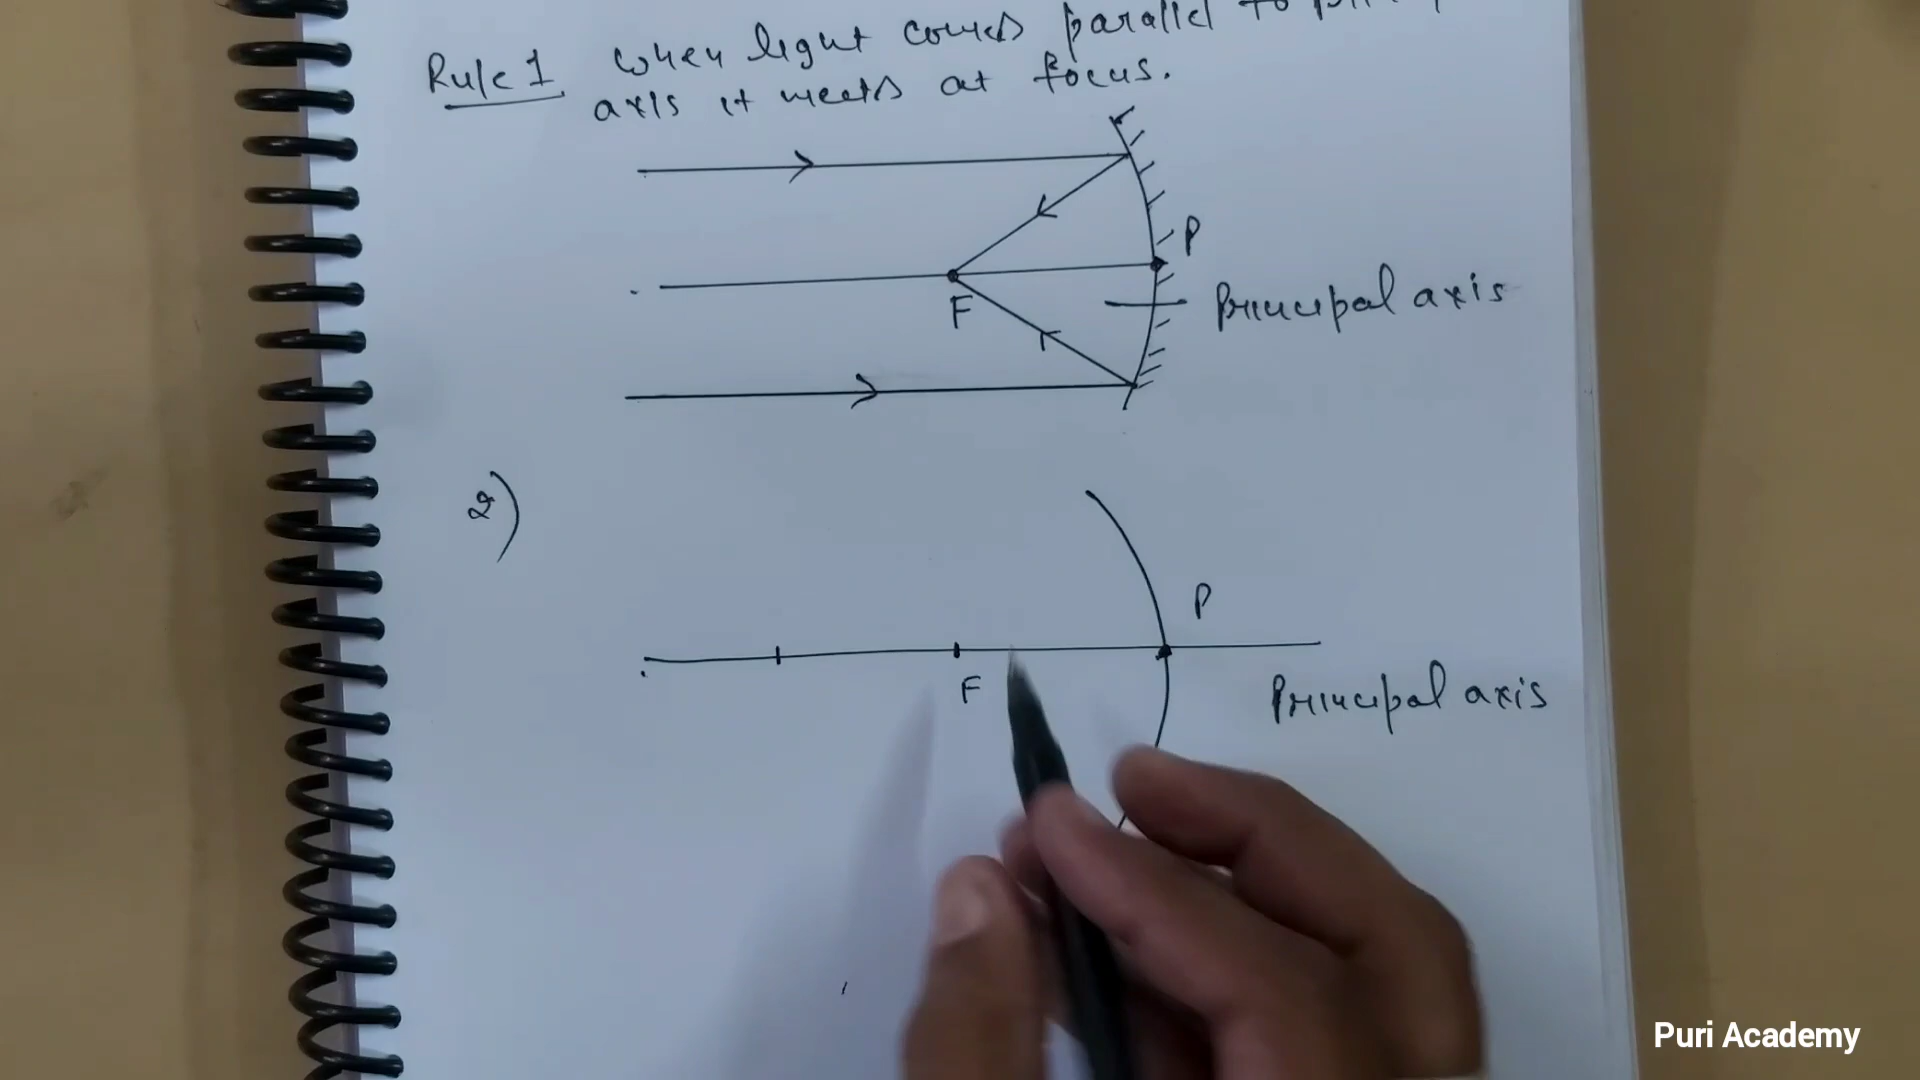 Rule 1 when light comes parallel to
axis it meets at focus.
P
F
Principal axis
2)
P
F
Principal axis
Puri Academy